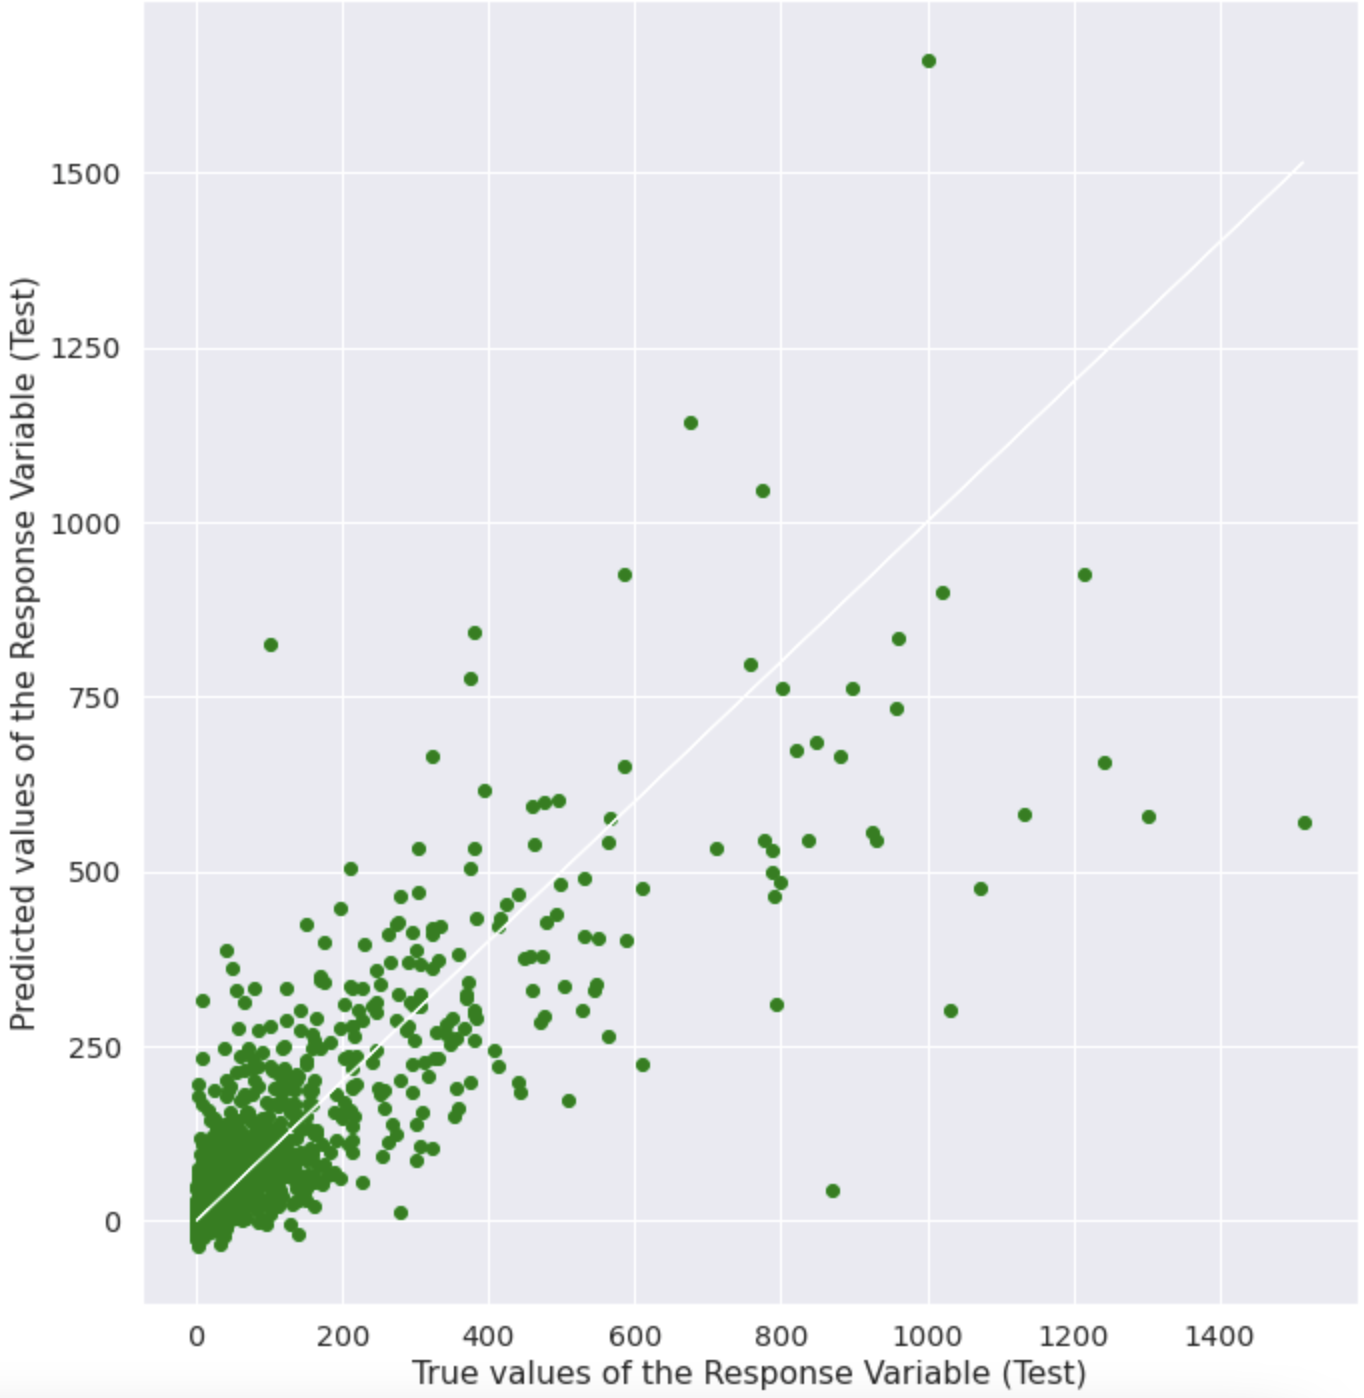 Predicted values of the Response Variable (Test)
1500
1250
1000
750
500
250
0
0 200 400 600 800 1000 1200 1400
True values of the Response Variable (Test)